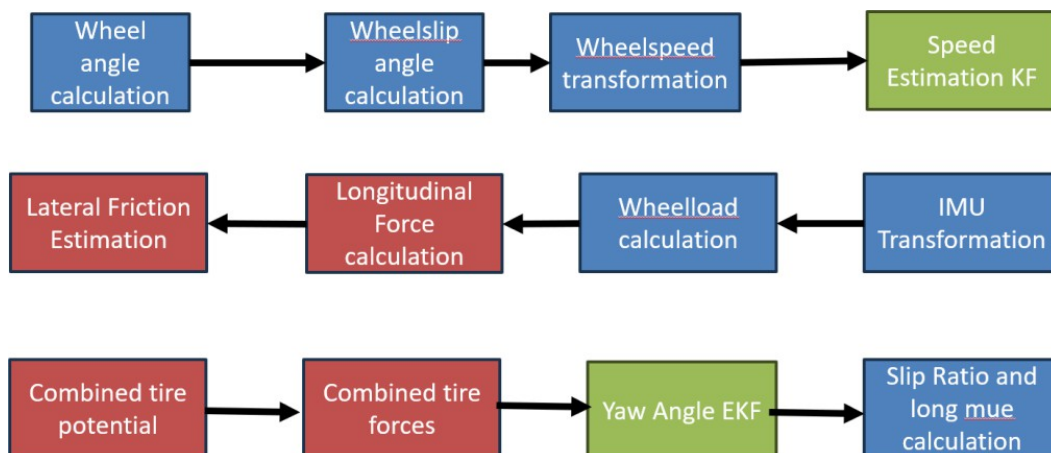 Wheel
angle
calculation
Wheelslip
angle
calculation
Wheelspeed
transformation
Speed
Estimation KF
Lateral Friction
Estimation
Longitudinal
Force
calculation
Wheelload
calculation
IMU
Transformation
Combined tire
potential
Combined tire
forces
Yaw Angle EKF
Slip Ratio and
long mue
calculation